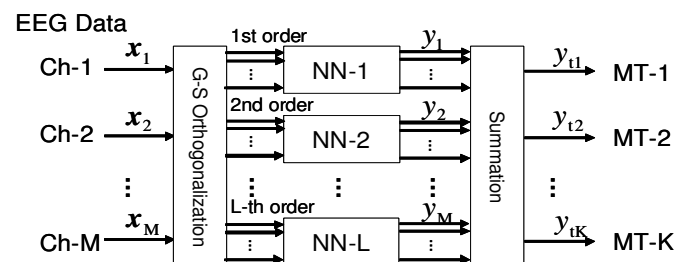 EEG Data
Ch-1 x1 1st order NN-1 y1 yt1 MT-1
Ch-2 x2 2nd order NN-2 y2 yt2 MT-2
Ch-M xM L-th order NN-L yM ytK MT-K
G-S Orthogonalization
Summation